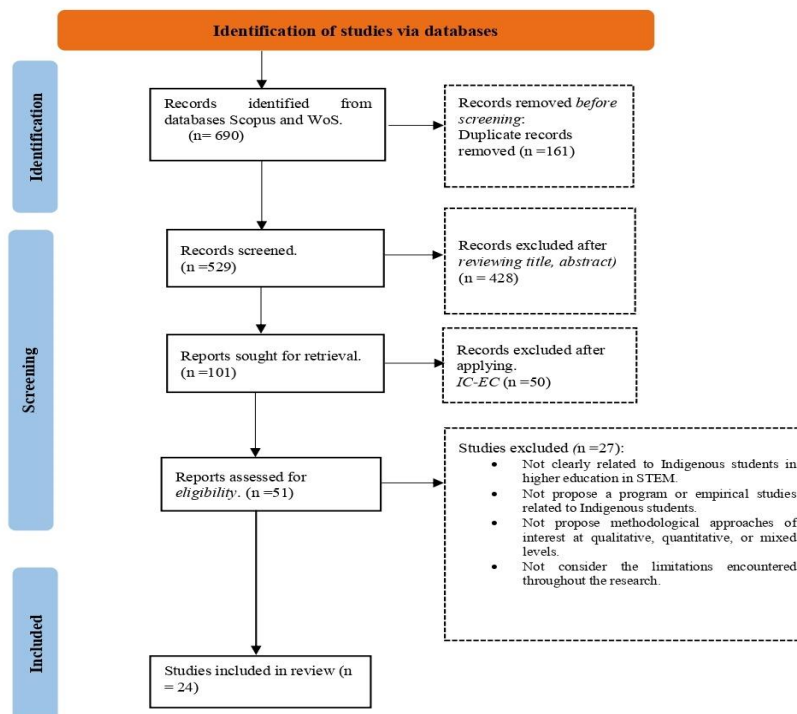 Identification of studies via databases
Identification
Records identified from
databases Scopus and WoS.
(n= 690)
Records removed before
screening:
Duplicate records
removed (n =161)
Screening
Records screened.
(n =529)
Records excluded after
reviewing title, abstract)
(n = 428)
Reports sought for retrieval.
(n =101)
Records excluded after
applying.
IC-EC (n =50)
Reports assessed for
eligibility. (n =51)
Studies excluded (n =27):
• Not clearly related to Indigenous students in
higher education in STEM.
• Not propose a program or empirical studies
related to Indigenous students.
• Not propose methodological approaches of
interest at qualitative, quantitative, or mixed
levels.
• Not consider the limitations encountered
throughout the research.
Included
Studies included in review (n
= 24)